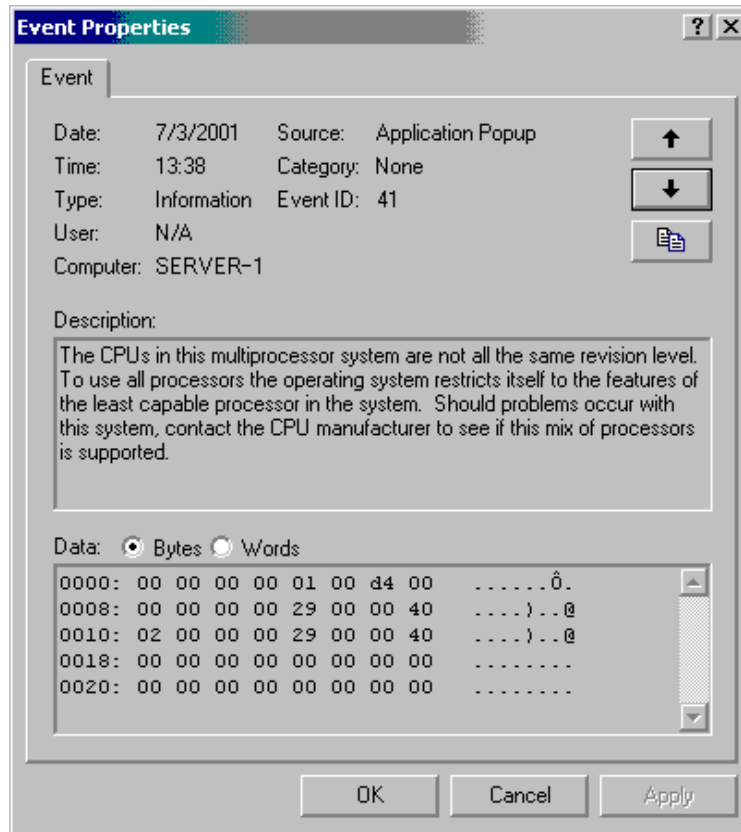 Event Properties
Event
Date: 7/3/2001 Source: Application Popup
Time: 13:38 Category: None
Type: Information Event ID: 41
User: N/A
Computer: SERVER-1
Description:
The CPUs in this multiprocessor system are not all the same revision level.
To use all processors the operating system restricts itself to the features of
the least capable processor in the system. Should problems occur with
this system, contact the CPU manufacturer to see if this mix of processors
is supported.
Data: Bytes Words
0000: 00 00 00 00 01 00 d4 00 ......Ô.
0008: 00 00 00 00 29 00 00 40 ....)..@
0010: 02 00 00 00 29 00 00 40 ....)..@
0018: 00 00 00 00 00 00 00 00 ........
0020: 00 00 00 00 00 00 00 00 ........
OK Cancel Apply